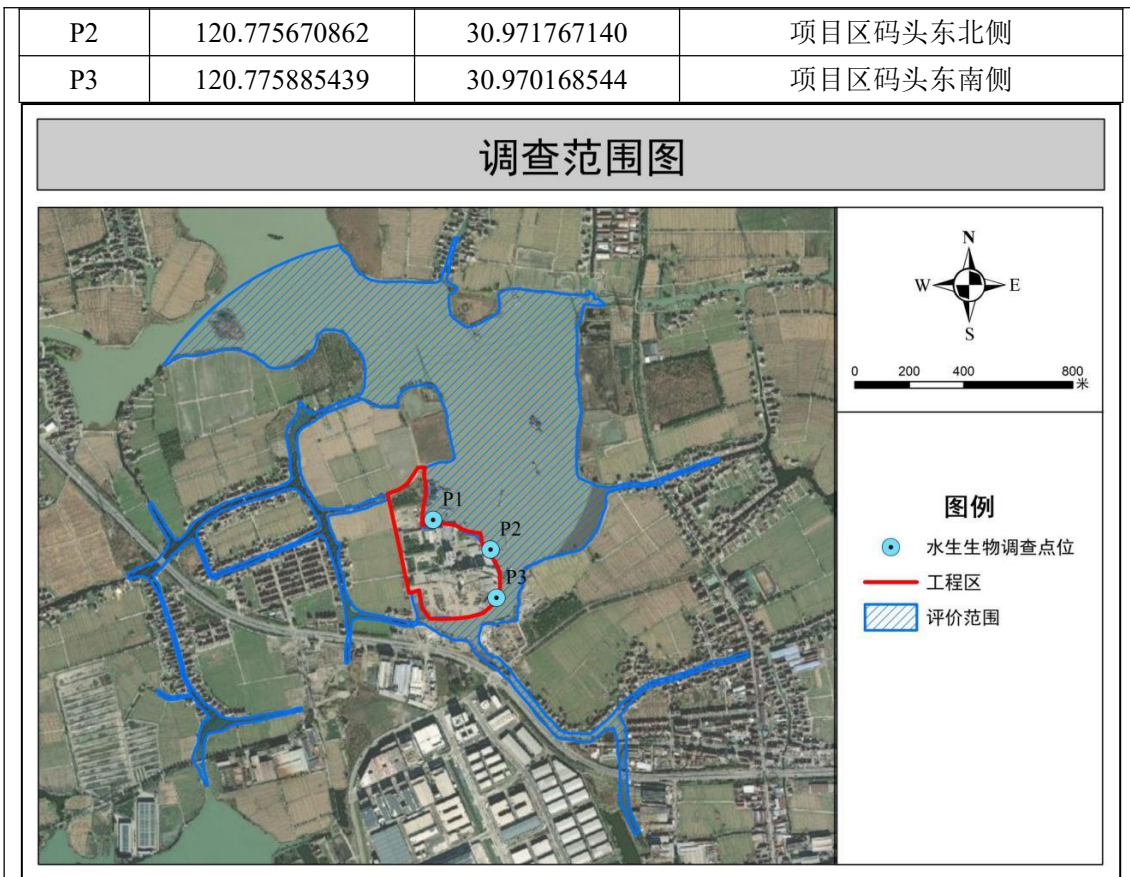 P2 120.775670862 30.971767140 项目区码头东北侧
P3 120.775885439 30.970168544 项目区码头东南侧
调查范围图
N
W E
S
0 200 400 800
米
P1
P2
P3
图例
水生生物调查点位
工程区
评价范围